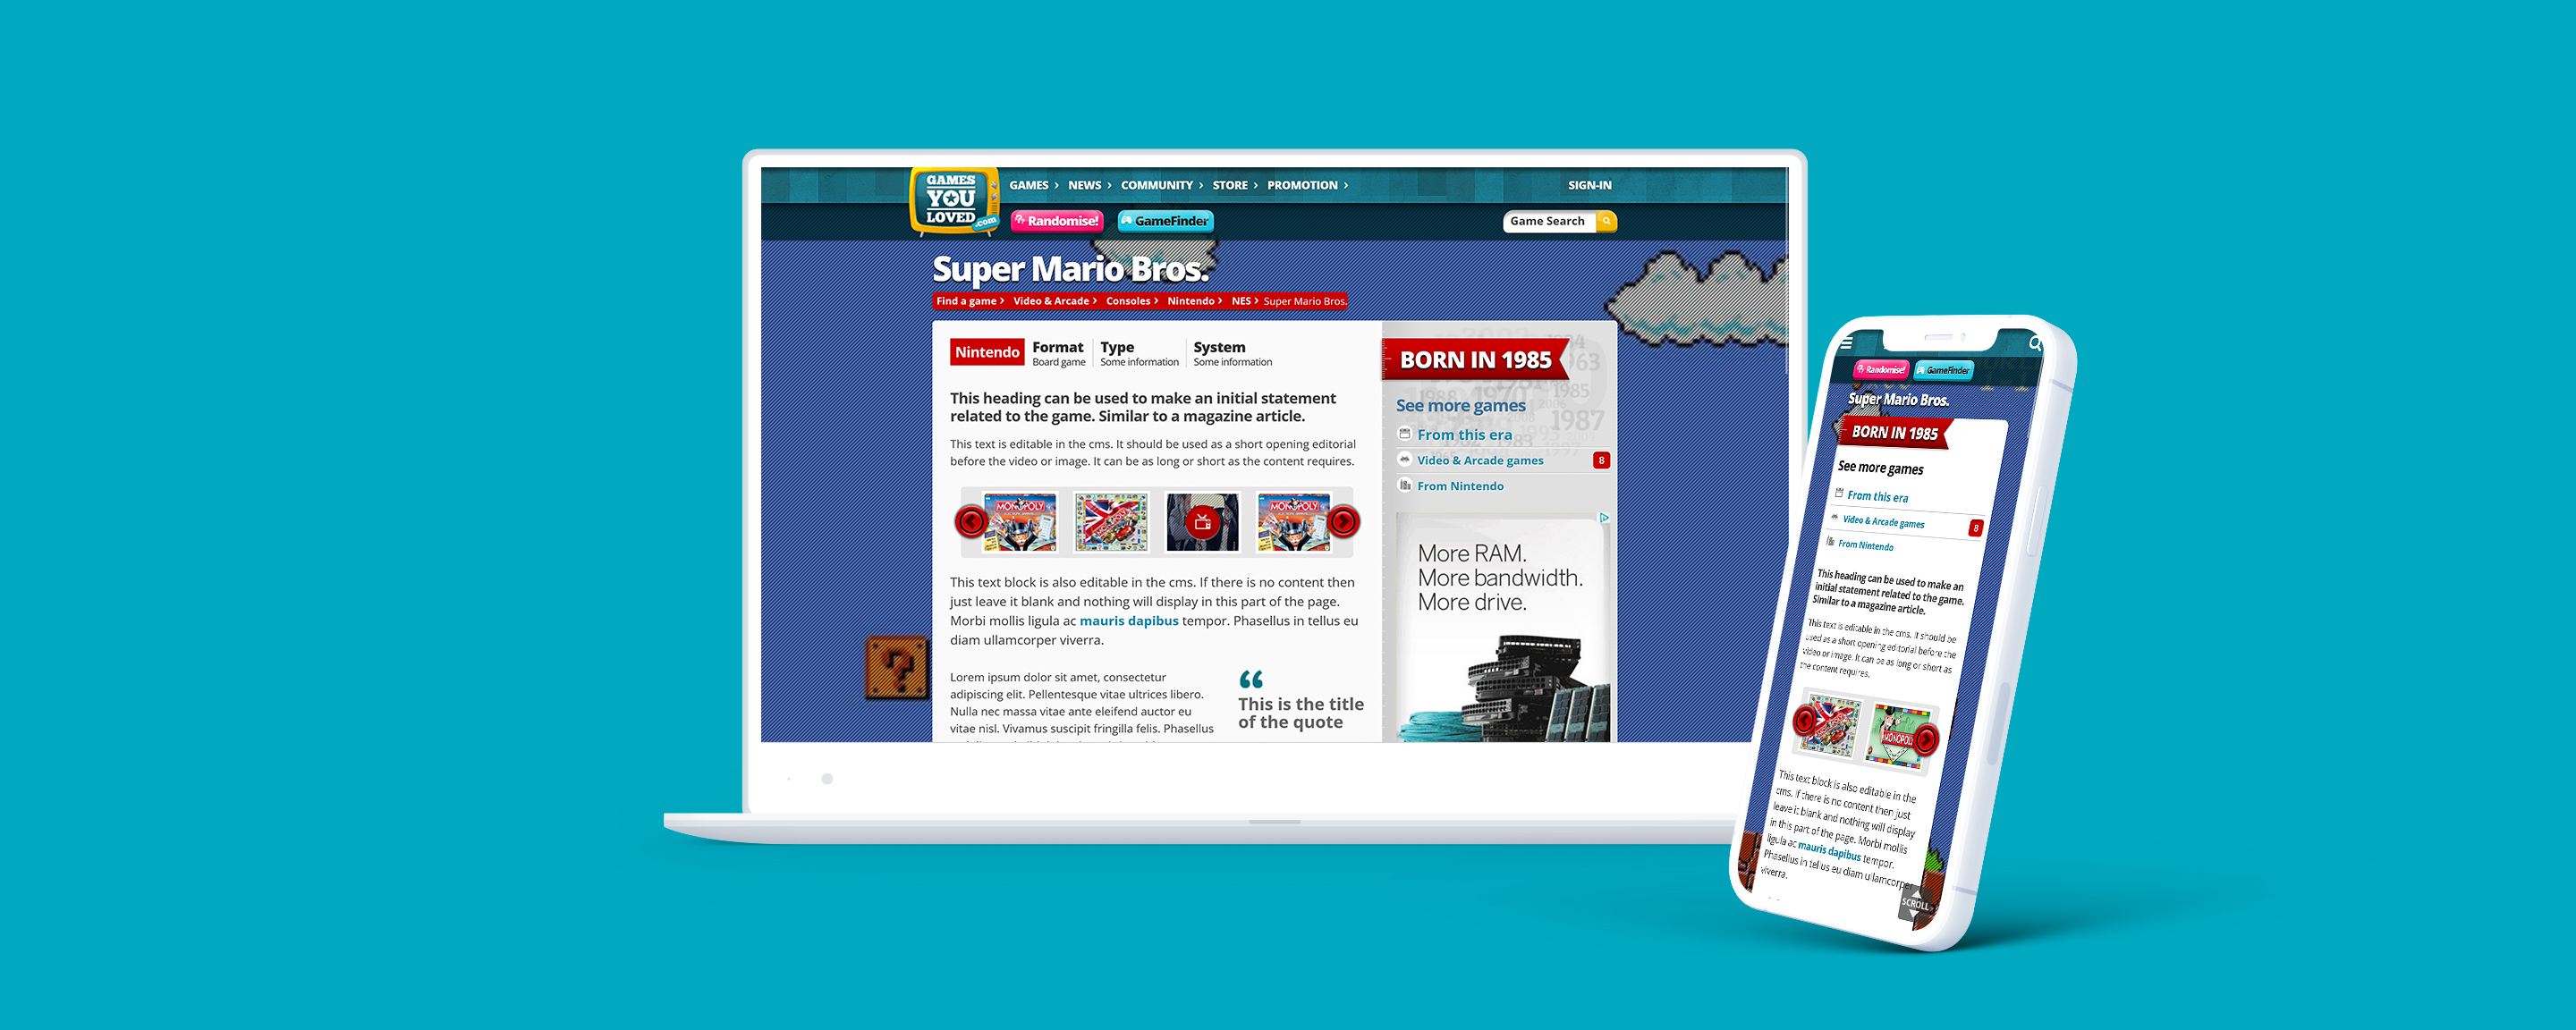 GAMES
YOU
LOVED
.com
GAMES › NEWS › COMMUNITY › STORE › PROMOTION ›
SIGN-IN
Randomise!
GameFinder
Game Search
Super Mario Bros.
Find a game › Video & Arcade › Consoles › Nintendo › NES › Super Mario Bros.
Nintendo
Format
Board game
Type
Some information
System
Some information
This heading can be used to make an initial statement
related to the game. Similar to a magazine article.
This text is editable in the cms. It should be used as a short opening editorial
before the video or image. It can be as long or short as the content requires.
MONOPOLY
MONOPOLY
This text block is also editable in the cms. If there is no content then
just leave it blank and nothing will display in this part of the page.
Morbi mollis ligula ac mauris dapibus tempor. Phasellus in tellus eu
diam ullamcorper viverra.
Lorem ipsum dolor sit amet, consectetur
adipiscing elit. Pellentesque vitae ultrices libero.
Nulla nec massa vitae ante eleifend auctor eu
vitae nisl. Vivamus suscipit fringilla felis. Phasellus
“
This is the title
of the quote
BORN IN 1985
1963
1985
1987
See more games
From this era
Video & Arcade games
8
From Nintendo
More RAM.
More bandwidth.
More drive.
Randomise!
GameFinder
Super Mario Bros.
BORN IN 1985
See more games
From this era
Video & Arcade games
8
From Nintendo
This heading can be used to make an
initial statement related to the game.
Similar to a magazine article.
This text is editable in the cms. It should be
used as a short opening editorial before the
video or image. It can be as long or short as
the content requires.
MONOPOLY
This text block is also editable in the
cms. If there is no content then just
leave it blank and nothing will display
in this part of the page. Morbi mollis
ligula ac mauris dapibus tempor.
Phasellus in tellus eu diam ullamcorper
viverra.
SCROLL